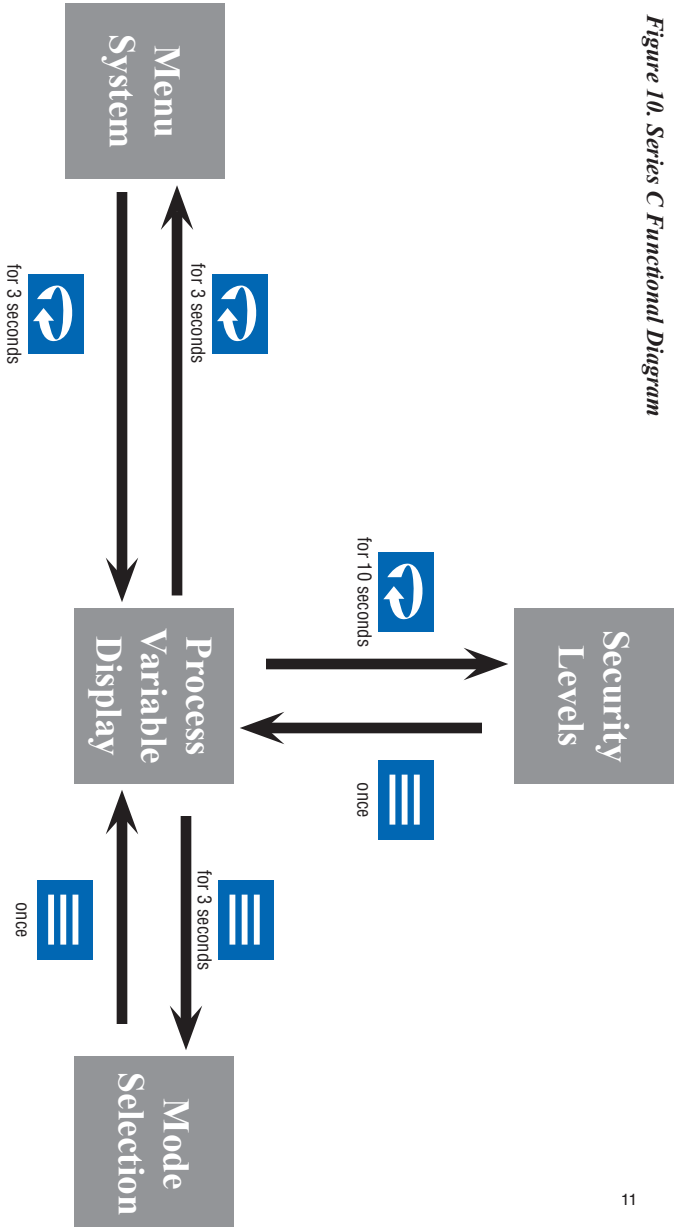 Figure 10. Series C Functional Diagram
Security
Levels
for 10 seconds
once
Menu
System
for 3 seconds
for 3 seconds
Process
Variable
Display
for 3 seconds
once
Mode
Selection
11